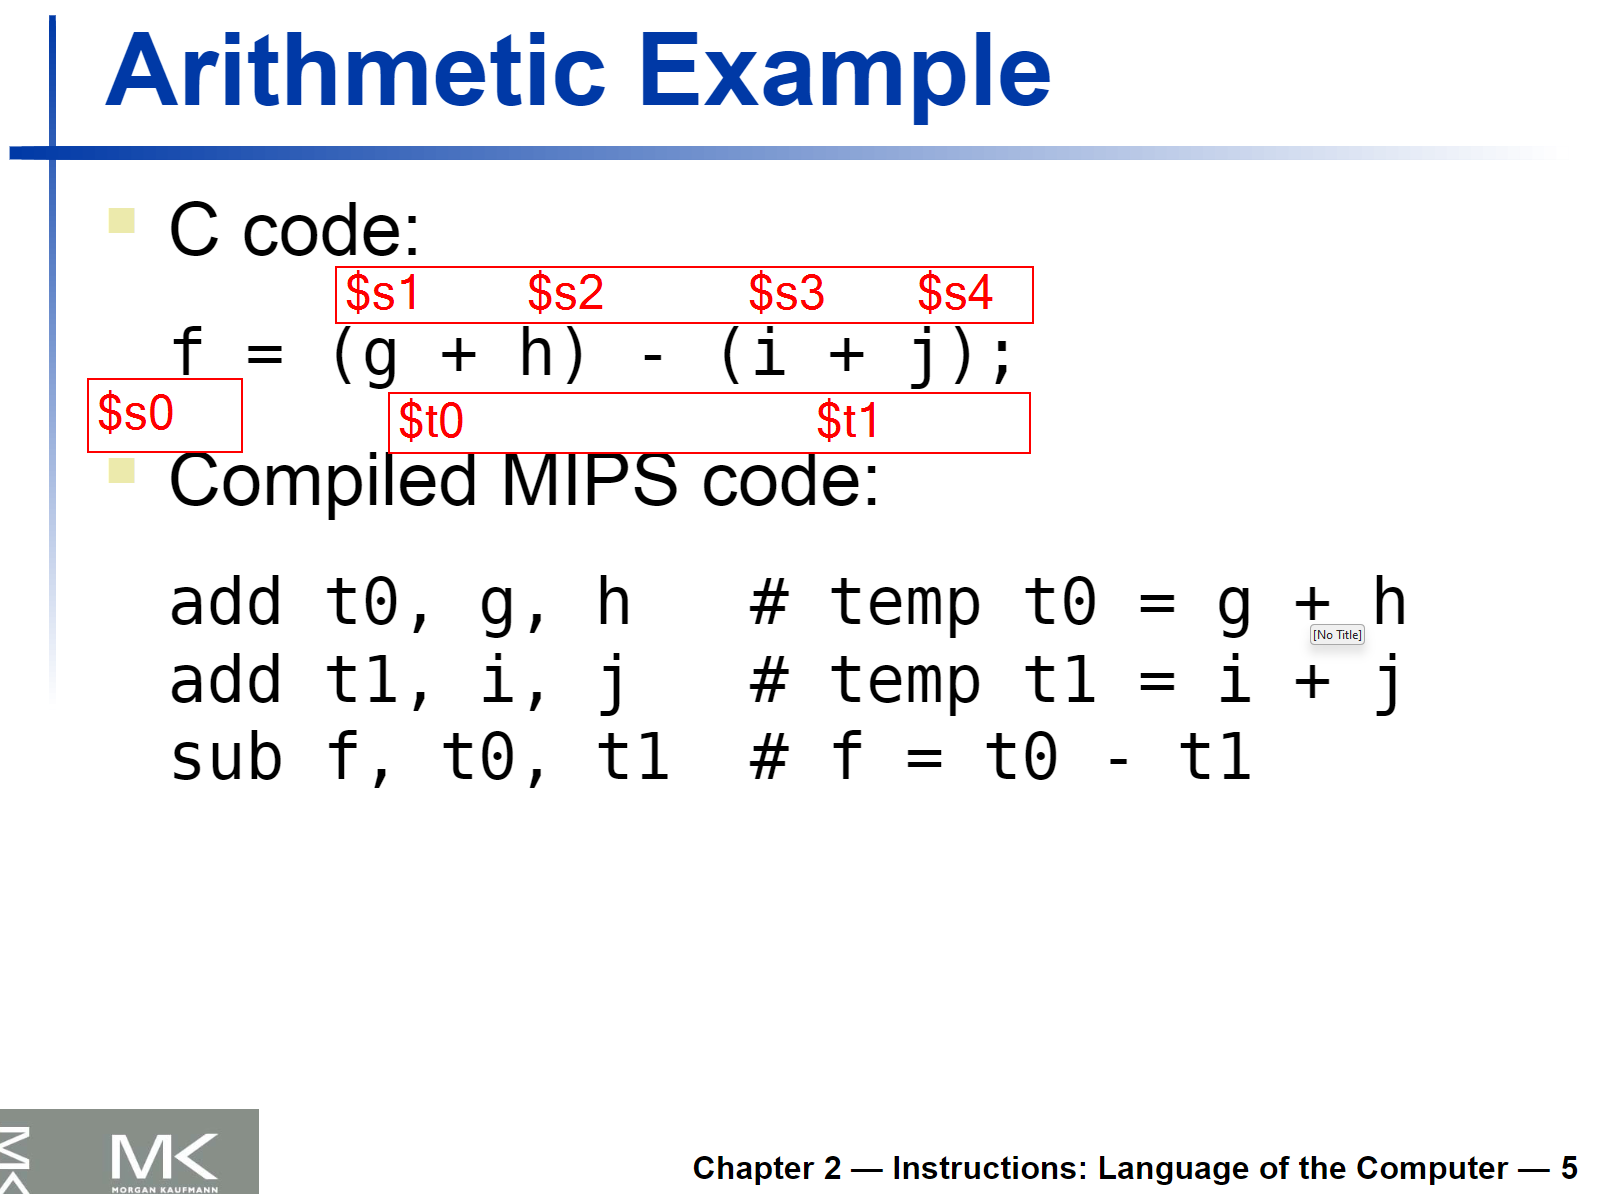 Arithmetic Example
C code:
$s1 $s2 $s3 $s4
f = (g + h) - (i + j);
$s0 $t0 $t1
Compiled MIPS code:
add t0, g, h # temp t0 = g + h
[No Title]
add t1, i, j # temp t1 = i + j
sub f, t0, t1 # f = t0 - t1
MK
MORGAN KAUFMANN
Chapter 2 — Instructions: Language of the Computer — 5